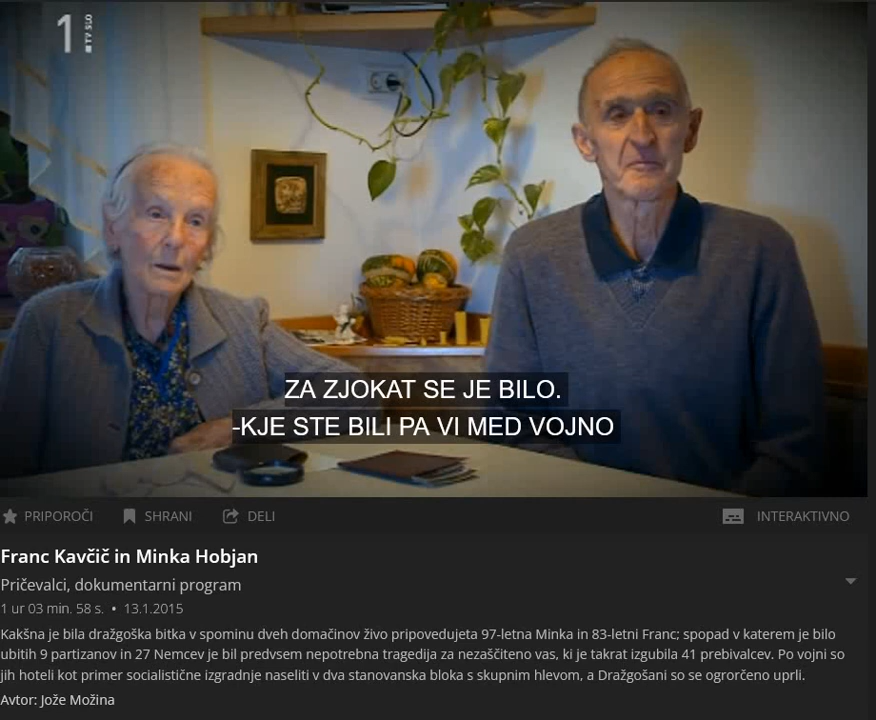 1
TV SLO
ZA ZJOKAT SE JE BILO.
-KJE STE BILI PA VI MED VOJNO
PRIPOROČI SHRANI DELI INTERAKTIVNO
Franc Kavčič in Minka Hobjan
Pričevalci, dokumentarni program
1 ur 03 min. 58 s. • 13.1.2015
Kakšna je bila dražgoška bitka v spominu dveh domačinov živo pripovedujeta 97-letna Minka in 83-letni Franc; spopad v katerem je bilo
ubitih 9 partizanov in 27 Nemcev je bil predvsem nepotrebna tragedija za nezaščiteno vas, ki je takrat izgubila 41 prebivalcev. Po vojni so
jih hoteli kot primer socialistične izgradnje naseliti v dva stanovanska bloka s skupnim hlevom, a Dražgošani so se ogrorčeno uprli.
Avtor: Jože Možina